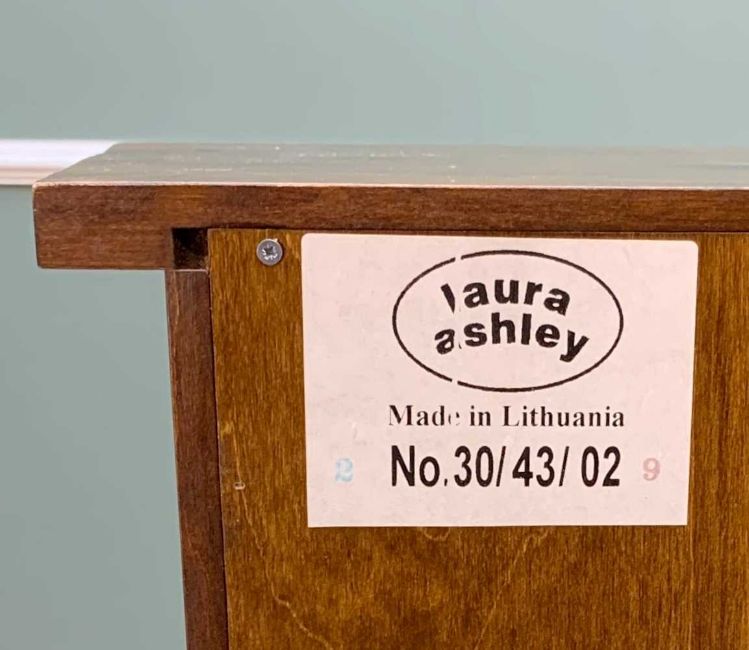 laura
ashley
Made in Lithuania
2 No.30/43/02 9